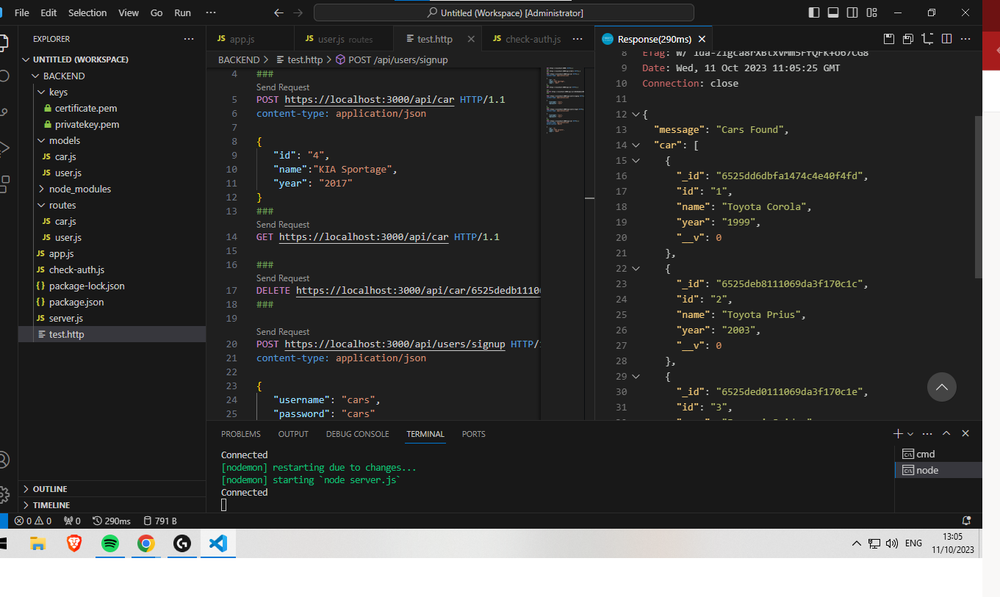 File Edit Selection View Go Run ···
Untitled (Workspace) [Administrator]
EXPLORER
UNTITLED (WORKSPACE)
BACKEND
keys
certificate.pem
privatekey.pem
models
JS car.js
JS user.js
node_modules
routes
JS car.js
JS user.js
JS app.js
JS check-auth.js
{} package-lock.json
{} package.json
JS server.js
test.http
OUTLINE
TIMELINE
JS app.js
JS user.js routes
test.http
JS check-auth.js
BACKEND > test.http > POST /api/users/signup
4 ###
Send Request
5 POST https://localhost:3000/api/car HTTP/1.1
6 content-type: application/json
7
8 {
9 "id": "4",
10 "name":"KIA Sportage",
11 "year": "2017"
12 }
13 ###
Send Request
14 GET https://localhost:3000/api/car HTTP/1.1
15
16 ###
Send Request
17 DELETE https://localhost:3000/api/car/6525dedb1110
18 ###
19
Send Request
20 POST https://localhost:3000/api/users/signup HTTP/
21 content-type: application/json
22
23 {
24 "username": "cars",
25 "password": "cars"
Response(290ms)
9 Date: Wed, 11 Oct 2023 11:05:25 GMT
10 Connection: close
11
12 {
13 "message": "Cars Found",
14 "car": [
15 {
16 "_id": "6525dd6dbfa1474c4e40f4fd",
17 "id": "1",
18 "name": "Toyota Corola",
19 "year": "1999",
20 "__v": 0
21 },
22 {
23 "_id": "6525deb8111069da3f170c1c",
24 "id": "2",
25 "name": "Toyota Prius",
26 "year": "2003",
27 "__v": 0
28 },
29 {
30 "_id": "6525ded0111069da3f170c1e",
31 "id": "3",
PROBLEMS OUTPUT DEBUG CONSOLE TERMINAL PORTS
Connected
[nodemon] restarting due to changes...
[nodemon] starting `node server.js`
Connected
cmd
node
0 0 0 290ms 791 B
ENG
13:05
11/10/2023